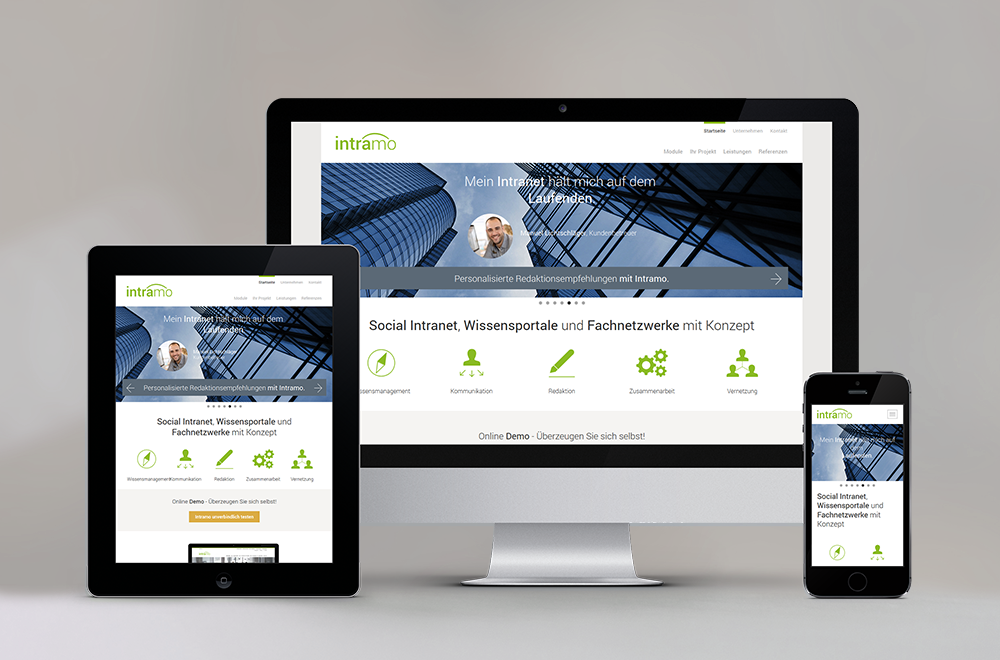 intramo
Startseite Unternehmen Kontakt
Module Ihr Projekt Leistungen Referenzen
Mein Intranet hält mich auf dem
Laufenden.
Manuel Lichtschläger, Kundenbetreuer
Personalisierte Redaktionsempfehlungen mit Intramo.
Social Intranet, Wissensportale und Fachnetzwerke mit Konzept
ssensmanagement Kommunikation Redaktion Zusammenarbeit Vernetzung
Online Demo - Überzeugen Sie sich selbst!
intramo
Startseite Unternehmen Kontakt
Module Ihr Projekt Leistungen Referenzen
Mein Intranet hält mich auf dem
Laufenden.
Personalisierte Redaktionsempfehlungen mit Intramo.
Social Intranet, Wissensportale und
Fachnetzwerke mit Konzept
Wissensmanagement Kommunikation Redaktion Zusammenarbeit Vernetzung
Online Demo - Überzeugen Sie sich selbst!
Intramo unverbindlich testen
intramo
Mein Intranet hält mich auf
Laufenden
Social Intranet,
Wissensportale und
Fachnetzwerke mit
Konzept